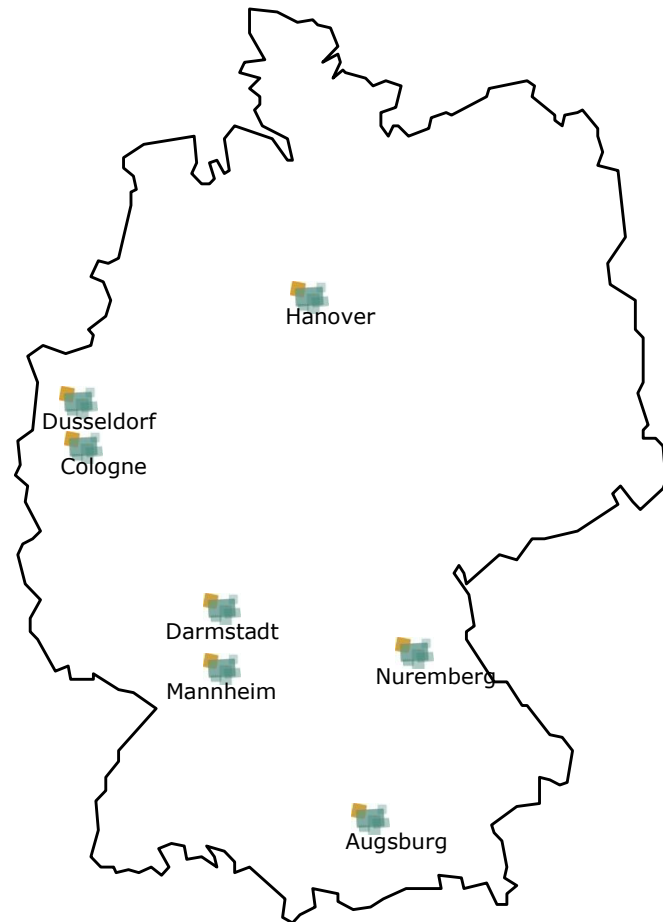 Hanover
Dusseldorf
Cologne
Darmstadt
Mannheim
Nuremberg
Augsburg